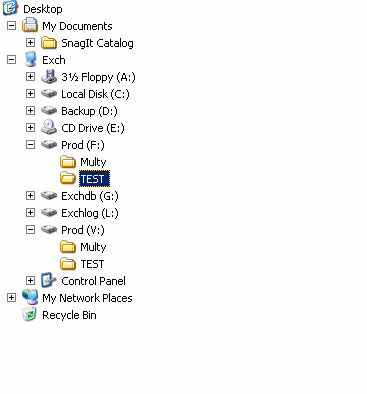 Desktop
My Documents
SnagIt Catalog
Exch
3½ Floppy (A:)
Local Disk (C:)
Backup (D:)
CD Drive (E:)
Prod (F:)
Multy
TEST
Exchdb (G:)
Exchlog (L:)
Prod (V:)
Multy
TEST
Control Panel
My Network Places
Recycle Bin